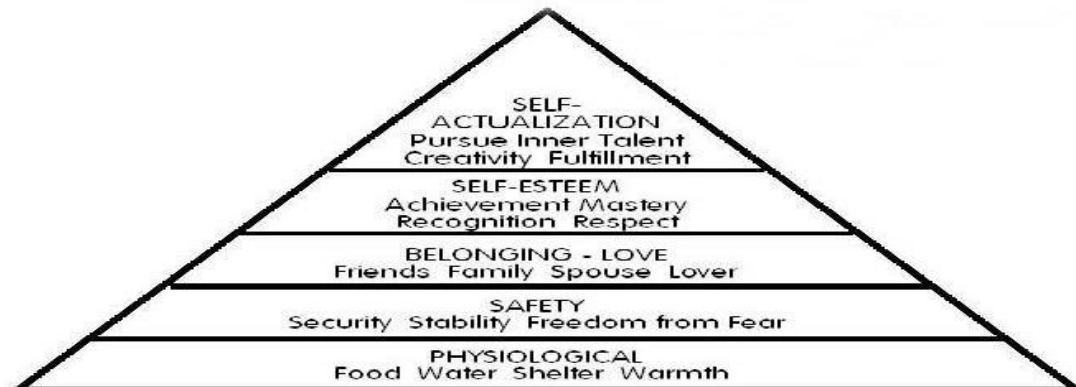 SELF-
ACTUALIZATION
Pursue Inner Talent
Creativity Fulfillment
SELF-ESTEEM
Achievement Mastery
Recognition Respect
BELONGING - LOVE
Friends Family Spouse Lover
SAFETY
Security Stability Freedom from Fear
PHYSIOLOGICAL
Food Water Shelter Warmth